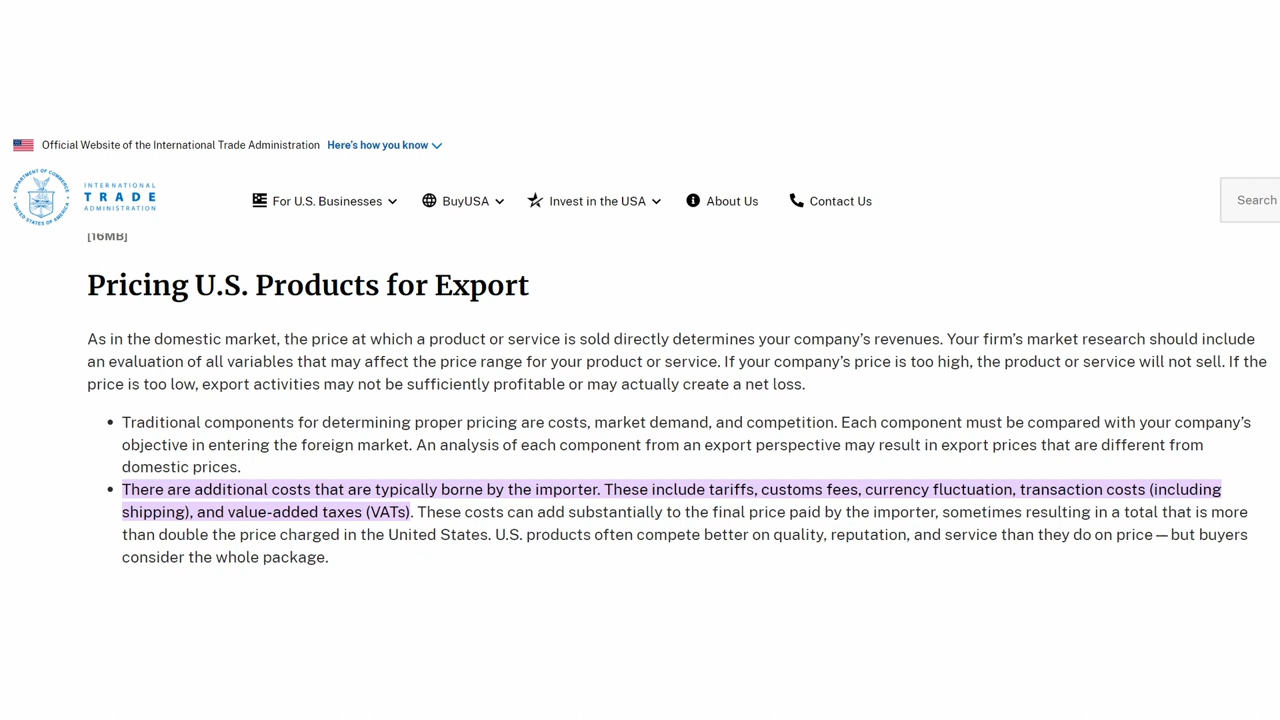 Official Website of the International Trade Administration Here's how you know
DEPARTMENT OF COMMERCE
UNITED STATES OF AMERICA
INTERNATIONAL
TRADE
ADMINISTRATION
For U.S. Businesses BuyUSA Invest in the USA About Us Contact Us Search
[16MB]
Pricing U.S. Products for Export
As in the domestic market, the price at which a product or service is sold directly determines your company’s revenues. Your firm’s market research should include
an evaluation of all variables that may affect the price range for your product or service. If your company’s price is too high, the product or service will not sell. If the
price is too low, export activities may not be sufficiently profitable or may actually create a net loss.
• Traditional components for determining proper pricing are costs, market demand, and competition. Each component must be compared with your company’s
objective in entering the foreign market. An analysis of each component from an export perspective may result in export prices that are different from
domestic prices.
• There are additional costs that are typically borne by the importer. These include tariffs, customs fees, currency fluctuation, transaction costs (including
shipping), and value-added taxes (VATs). These costs can add substantially to the final price paid by the importer, sometimes resulting in a total that is more
than double the price charged in the United States. U.S. products often compete better on quality, reputation, and service than they do on price — but buyers
consider the whole package.